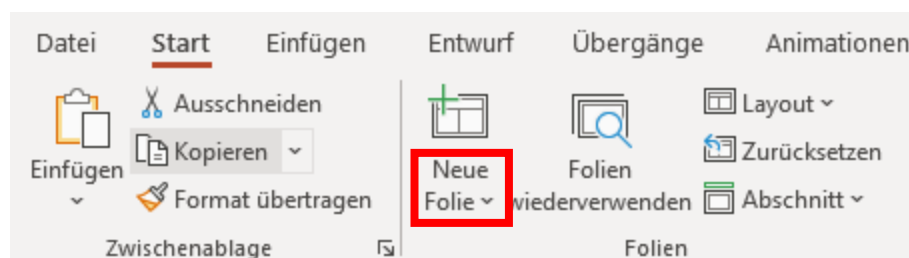 Datei Start Einfügen Entwurf Übergänge Animationen
Einfügen
Ausschneiden
Kopieren
Format übertragen
Zwischenablage
Neue
Folie
Folien
wiederverwenden
Layout
Zurücksetzen
Abschnitt
Folien